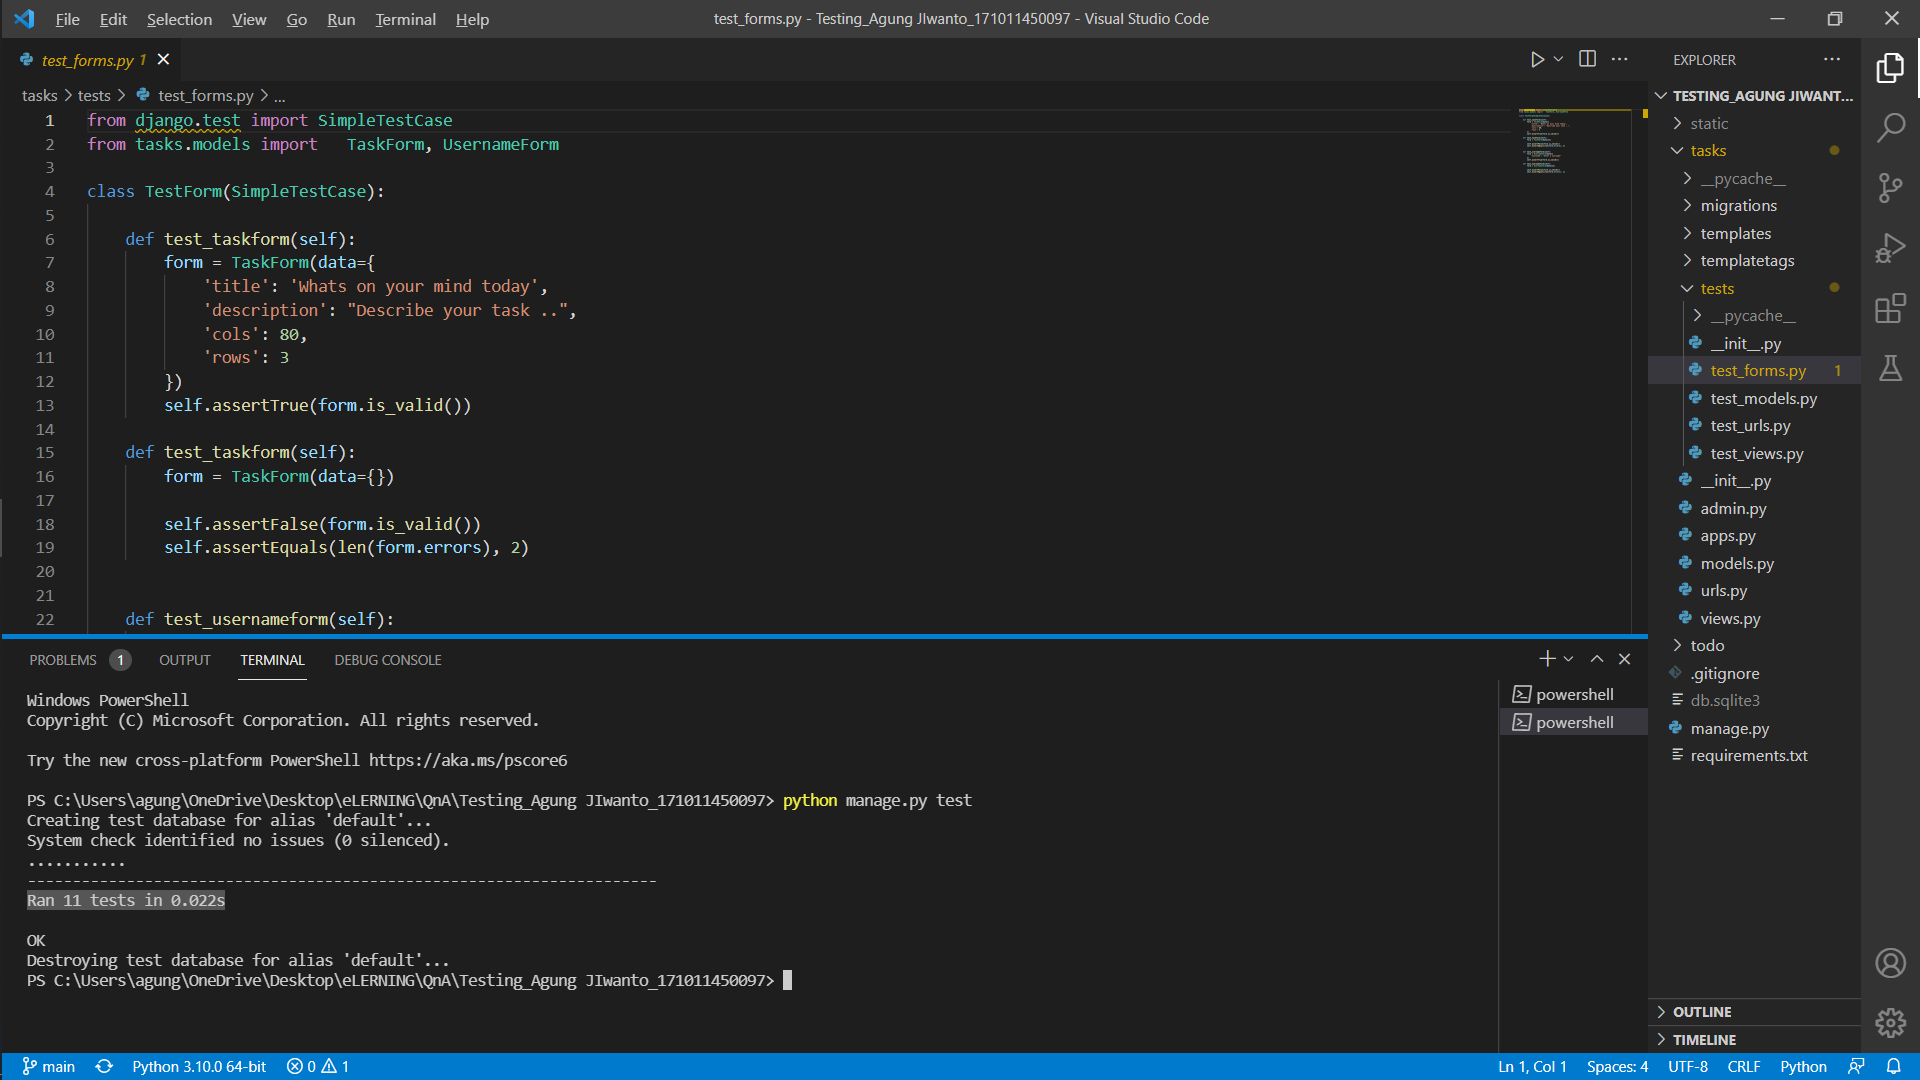 File Edit Selection View Go Run Terminal Help
test_forms.py - Testing_Agung JIwanto_171011450097 - Visual Studio Code
test_forms.py 1
tasks > tests > test_forms.py > ...
1 from django.test import SimpleTestCase
2 from tasks.models import   TaskForm, UsernameForm
3
4 class TestForm(SimpleTestCase):
5
6     def test_taskform(self):
7         form = TaskForm(data={
8             'title': 'Whats on your mind today',
9             'description': "Describe your task ..",
10             'cols': 80,
11             'rows': 3
12         })
13         self.assertTrue(form.is_valid())
14
15     def test_taskform(self):
16         form = TaskForm(data={})
17
18         self.assertFalse(form.is_valid())
19         self.assertEquals(len(form.errors), 2)
20
21
22     def test_usernameform(self):
PROBLEMS 1 OUTPUT TERMINAL DEBUG CONSOLE
Windows PowerShell
Copyright (C) Microsoft Corporation. All rights reserved.
Try the new cross-platform PowerShell https://aka.ms/pscore6
PS C:\Users\agung\OneDrive\Desktop\eLERNING\QnA\Testing_Agung JIwanto_171011450097> python manage.py test
Creating test database for alias 'default'...
System check identified no issues (0 silenced).
...........
----------------------------------------------------------------------
Ran 11 tests in 0.022s
OK
Destroying test database for alias 'default'...
PS C:\Users\agung\OneDrive\Desktop\eLERNING\QnA\Testing_Agung JIwanto_171011450097>
powershell
powershell
EXPLORER
TESTING_AGUNG JIWANT...
static
tasks
__pycache__
migrations
templates
templatetags
tests
__pycache__
__init__.py
test_forms.py 1
test_models.py
test_urls.py
test_views.py
__init__.py
admin.py
apps.py
models.py
urls.py
views.py
todo
.gitignore
db.sqlite3
manage.py
requirements.txt
OUTLINE
TIMELINE
main Python 3.10.0 64-bit 0 1
Ln 1, Col 1 Spaces: 4 UTF-8 CRLF Python